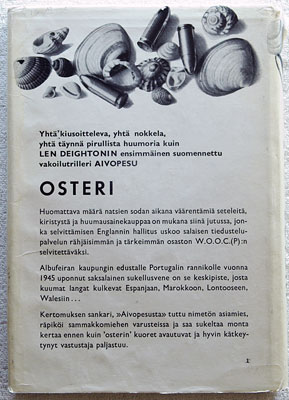 Yhtä kiusoitteleva, yhtä nokkela,
yhtä täynnä pirullista huumoria kuin
LEN DEIGHTONIN ensimmäinen suomennettu
vakoilutrilleri AIVOPESU
OSTERI
Huomattava määrä natsien sodan aikana väärentämiä seteleitä,
kiristystä ja huumausainekauppaa on mukana siinä jutussa, jon-
ka selvittämisen Englannin hallitus uskoo salaisen tiedustelu-
palvelun rähjäisimmän ja tärkeimmän osaston W.O.O.C.(P):n
selvitettäväksi.
Albufeiran kaupungin edustalle Portugalin rannikolle vuonna
1945 uponnut saksalainen sukellusvene on se keskipiste, josta
kuumat langat kulkevat Espanjaan, Marokkoon, Lontooseen,
Walesiin...
Kertomuksen sankari, »Aivopesusta» tuttu nimetön asiamies,
räpiköi sammakkomiehen varusteissa ja saa sukeltaa monta
kertaa ennen kuin 'osterin' kuoret avautuvat ja hyvin kätkey-
tynyt vastustaja paljastuu.